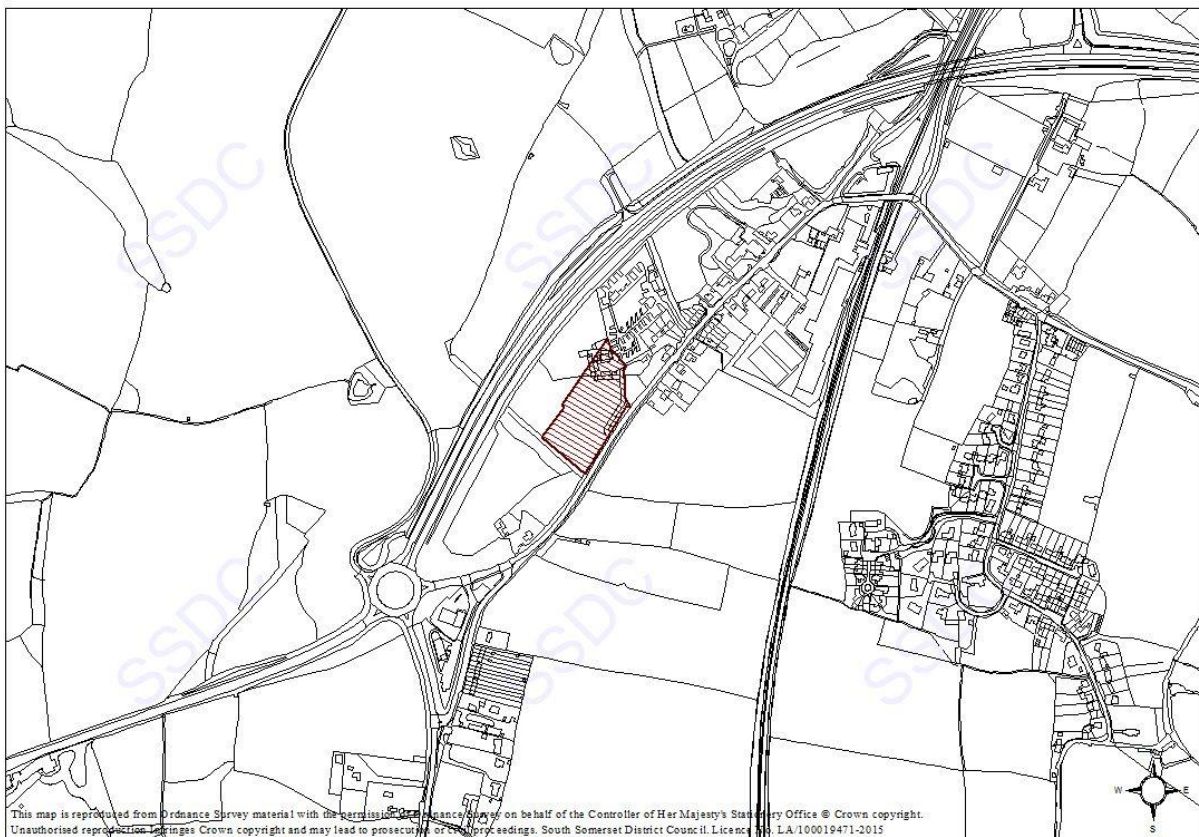 SSDC SSDC SSDC
SSDC SSDC SSDC
W E
This map is reproduced from Ordnance Survey material with the permission of Ordnance Survey on behalf of the Controller of Her Majesty's Stationery Office © Crown copyright.
Unauthorised reproduction infringes Crown copyright and may lead to prosecution or civil proceedings. South Somerset District Council. Licence No. LA/100019471-2015